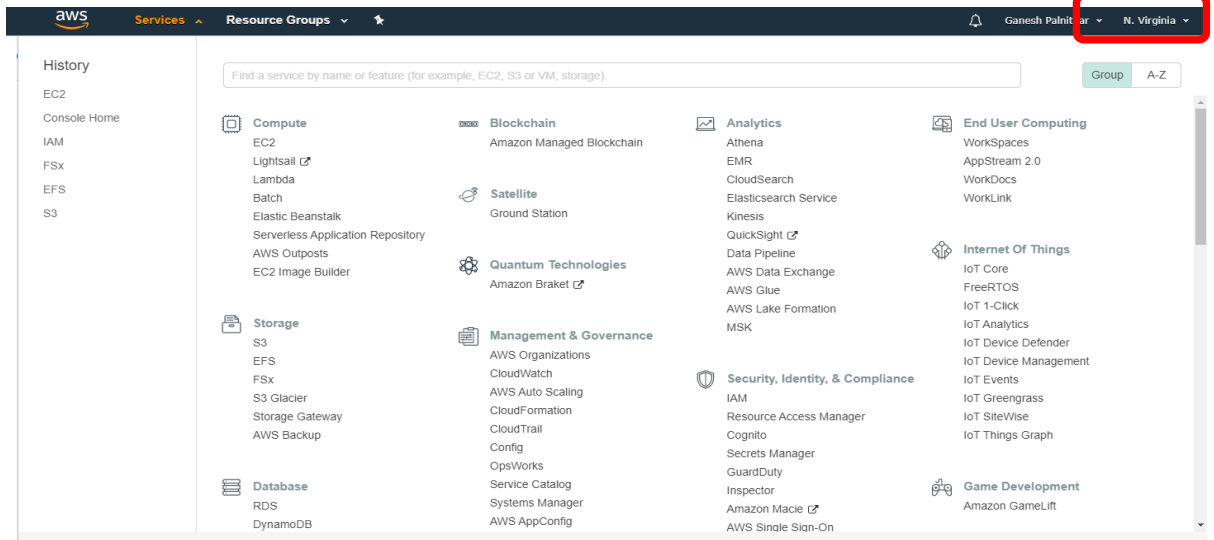 aws
Services
Resource Groups
Ganesh Palnitkar
N. Virginia
History
EC2
Console Home
IAM
FSx
EFS
S3
Find a service by name or feature (for example, EC2, S3 or VM, storage).
Group
A-Z
Compute
EC2
Lightsail
Lambda
Batch
Elastic Beanstalk
Serverless Application Repository
AWS Outposts
EC2 Image Builder
Storage
S3
EFS
FSx
S3 Glacier
Storage Gateway
AWS Backup
Database
RDS
DynamoDB
Blockchain
Amazon Managed Blockchain
Satellite
Ground Station
Quantum Technologies
Amazon Braket
Management & Governance
AWS Organizations
CloudWatch
AWS Auto Scaling
CloudFormation
CloudTrail
Config
OpsWorks
Service Catalog
Systems Manager
AWS AppConfig
Analytics
Athena
EMR
CloudSearch
Elasticsearch Service
Kinesis
QuickSight
Data Pipeline
AWS Data Exchange
AWS Glue
AWS Lake Formation
MSK
Security, Identity, & Compliance
IAM
Resource Access Manager
Cognito
Secrets Manager
GuardDuty
Inspector
Amazon Macie
AWS Single Sign-On
End User Computing
WorkSpaces
AppStream 2.0
WorkDocs
WorkLink
Internet Of Things
IoT Core
FreeRTOS
IoT 1-Click
IoT Analytics
IoT Device Defender
IoT Device Management
IoT Events
IoT Greengrass
IoT SiteWise
IoT Things Graph
Game Development
Amazon GameLift